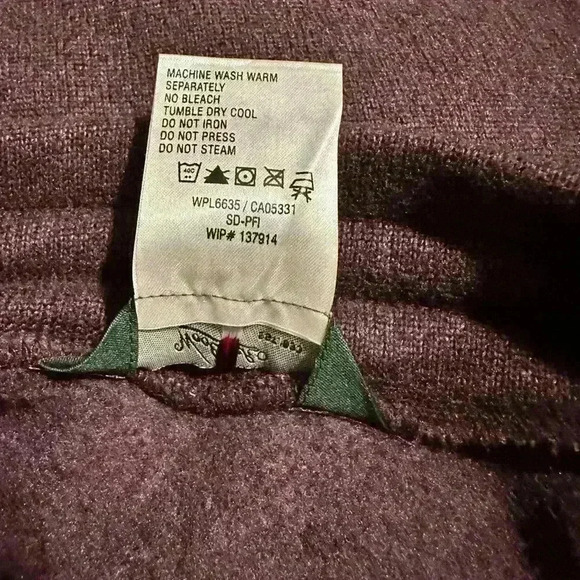 MACHINE WASH WARM
SEPARATELY
NO BLEACH
TUMBLE DRY COOL
DO NOT IRON
DO NOT PRESS
DO NOT STEAM
40C
WPL6635 / CA05331
SD-PFI
WIP# 137914